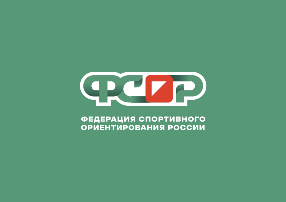 ФСОР
ФЕДЕРАЦИЯ СПОРТИВНОГО
ОРИЕНТИРОВАНИЯ РОССИИ